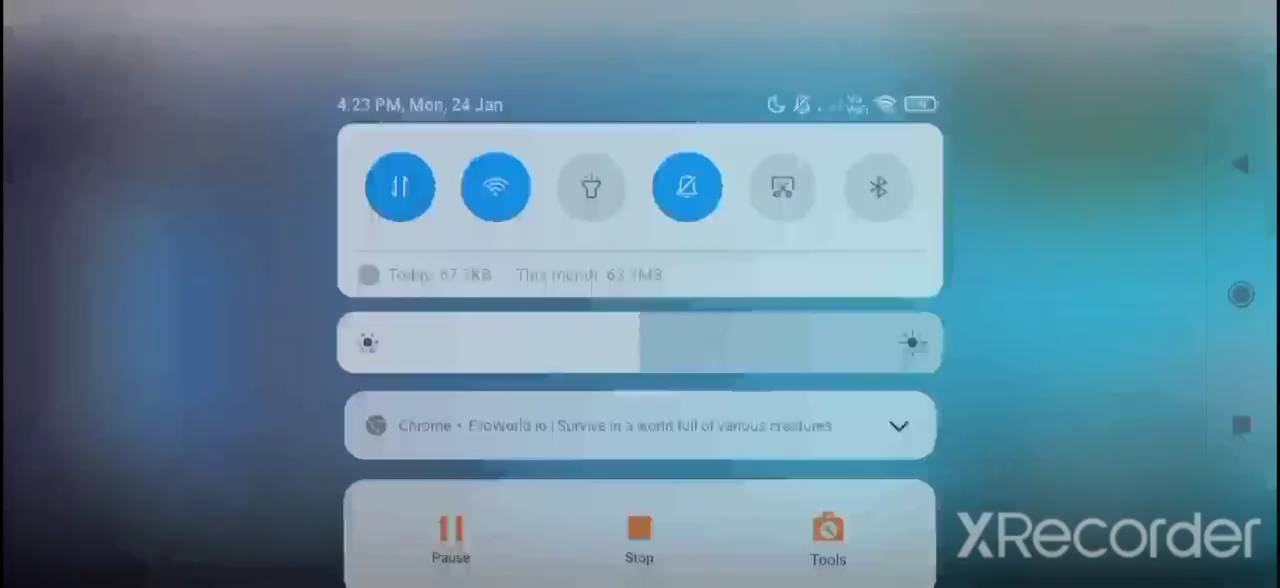 4:23 PM, Mon, 24 Jan
Today: 67.3KB This month: 63.3MB
Chrome • EvoWorld io | Survive in a world full of various creatures
Pause Stop Tools
XRecorder